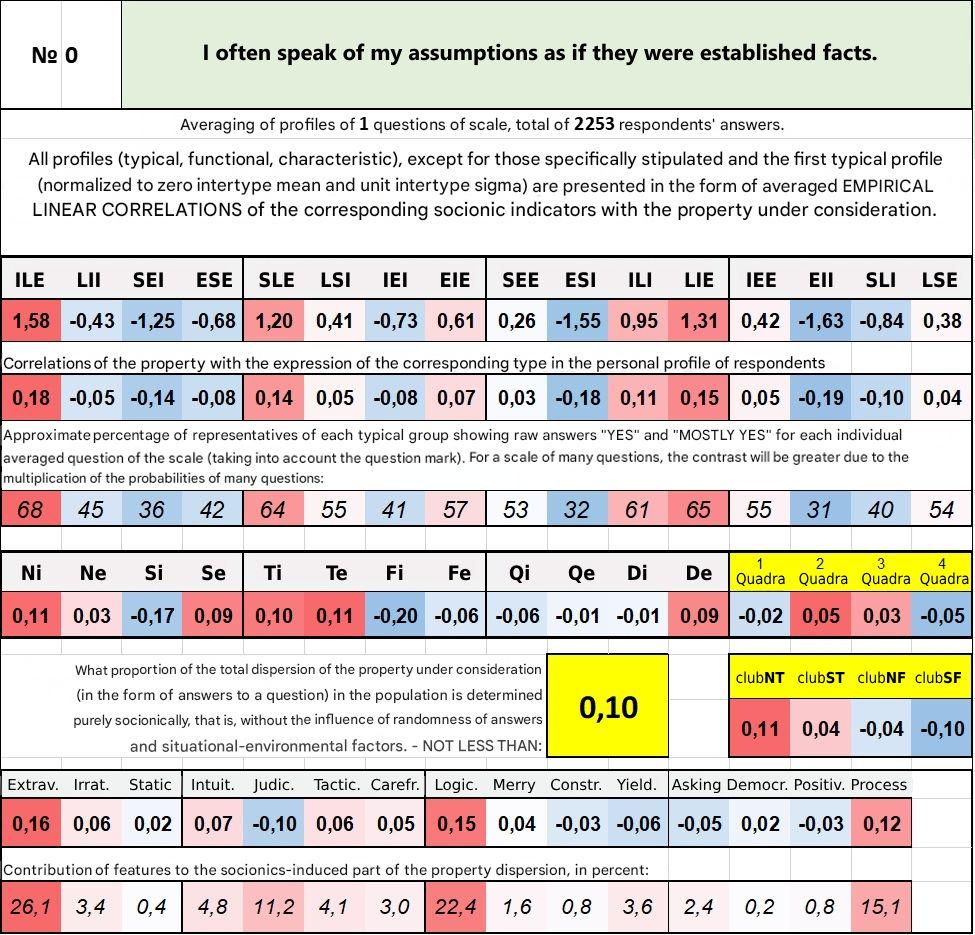 № 0
I often speak of my assumptions as if they were established facts.
Averaging of profiles of 1 questions of scale, total of 2253 respondents' answers.
All profiles (typical, functional, characteristic), except for those specifically stipulated and the first typical profile
(normalized to zero intertype mean and unit intertype sigma) are presented in the form of averaged EMPIRICAL
LINEAR CORRELATIONS of the corresponding socionic indicators with the property under consideration.
ILE LII SEI ESE SLE LSI IEI EIE SEE ESI ILI LIE IEE EII SLI LSE
1,58 -0,43 -1,25 -0,68 1,20 0,41 -0,73 0,61 0,26 -1,55 0,95 1,31 0,42 -1,63 -0,84 0,38
Correlations of the property with the expression of the corresponding type in the personal profile of respondents
0,18 -0,05 -0,14 -0,08 0,14 0,05 -0,08 0,07 0,03 -0,18 0,11 0,15 0,05 -0,19 -0,10 0,04
Approximate percentage of representatives of each typical group showing raw answers "YES" and "MOSTLY YES" for each individual
averaged question of the scale (taking into account the question mark). For a scale of many questions, the contrast will be greater due to the
multiplication of the probabilities of many questions:
68 45 36 42 64 55 41 57 53 32 61 65 55 31 40 54
Ni Ne Si Se Ti Te Fi Fe Qi Qe Di De 1 Quadra 2 Quadra 3 Quadra 4 Quadra
0,11 0,03 -0,17 0,09 0,10 0,11 -0,20 -0,06 -0,06 -0,01 -0,01 0,09 -0,02 0,05 0,03 -0,05
What proportion of the total dispersion of the property under consideration
(in the form of answers to a question) in the population is determined
purely socionically, that is, without the influence of randomness of answers
and situational-environmental factors. - NOT LESS THAN:
0,10
clubNT clubST clubNF clubSF
0,11 0,04 -0,04 -0,10
Extrav. Irrat. Static Intuit. Judic. Tactic. Carefr. Logic. Merry Constr. Yield. Asking Democr. Positiv. Process
0,16 0,06 0,02 0,07 -0,10 0,06 0,05 0,15 0,04 -0,03 -0,06 -0,05 0,02 -0,03 0,12
Contribution of features to the socionics-induced part of the property dispersion, in percent:
26,1 3,4 0,4 4,8 11,2 4,1 3,0 22,4 1,6 0,8 3,6 2,4 0,2 0,8 15,1